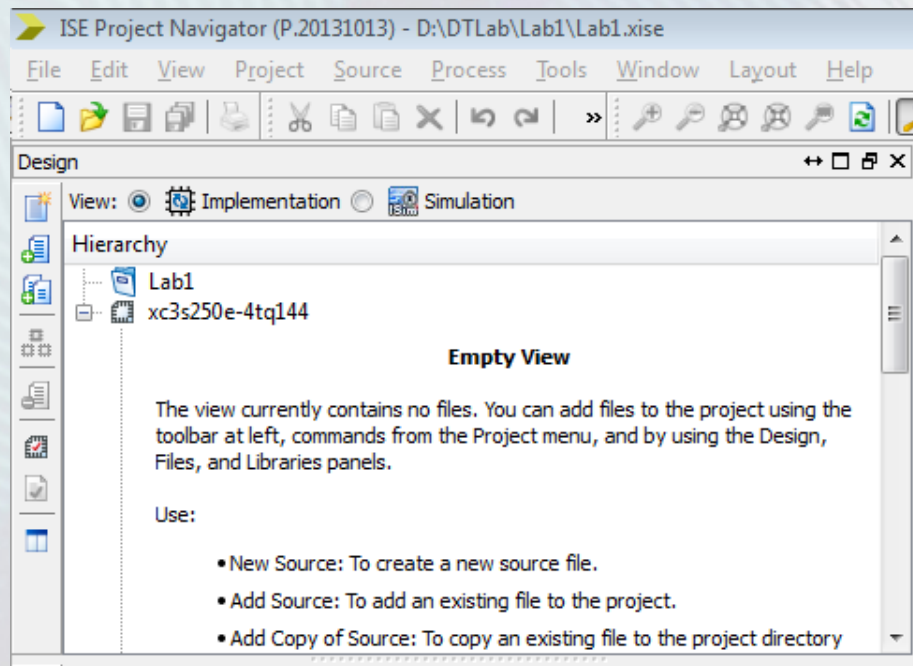 ISE Project Navigator (P.20131013) - D:\DTLab\Lab1\Lab1.xise
File Edit View Project Source Process Tools Window Layout Help
»
Design
View: Implementation Simulation
Hierarchy
Lab1
xc3s250e-4tq144
Empty View
The view currently contains no files. You can add files to the project using the
toolbar at left, commands from the Project menu, and by using the Design,
Files, and Libraries panels.
Use:
• New Source: To create a new source file.
• Add Source: To add an existing file to the project.
• Add Copy of Source: To copy an existing file to the project directory